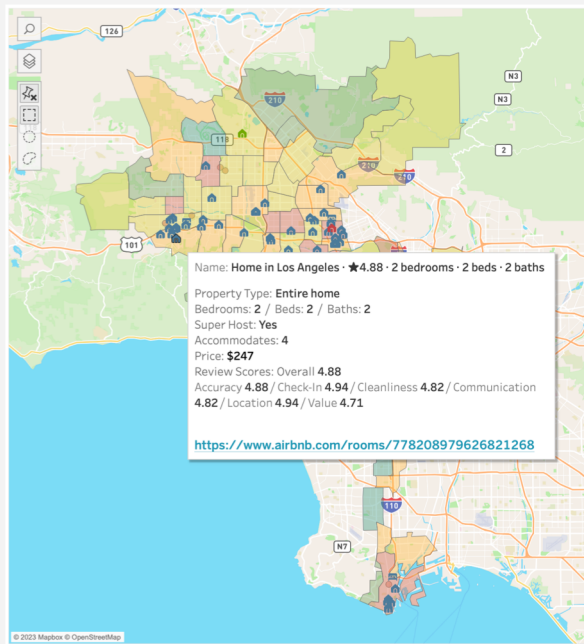 126
N3
210
N3
118
2
210
210
101
Name: Home in Los Angeles · ★4.88 · 2 bedrooms · 2 beds · 2 baths
Property Type: Entire home
Bedrooms: 2 / Beds: 2 / Baths: 2
Super Host: Yes
Accommodates: 4
Price: $247
Review Scores: Overall 4.88
Accuracy 4.88 / Check-In 4.94 / Cleanliness 4.82 / Communication
4.82 / Location 4.94 / Value 4.71
https://www.airbnb.com/rooms/778208979626821268
110
N7
© 2023 Mapbox © OpenStreetMap